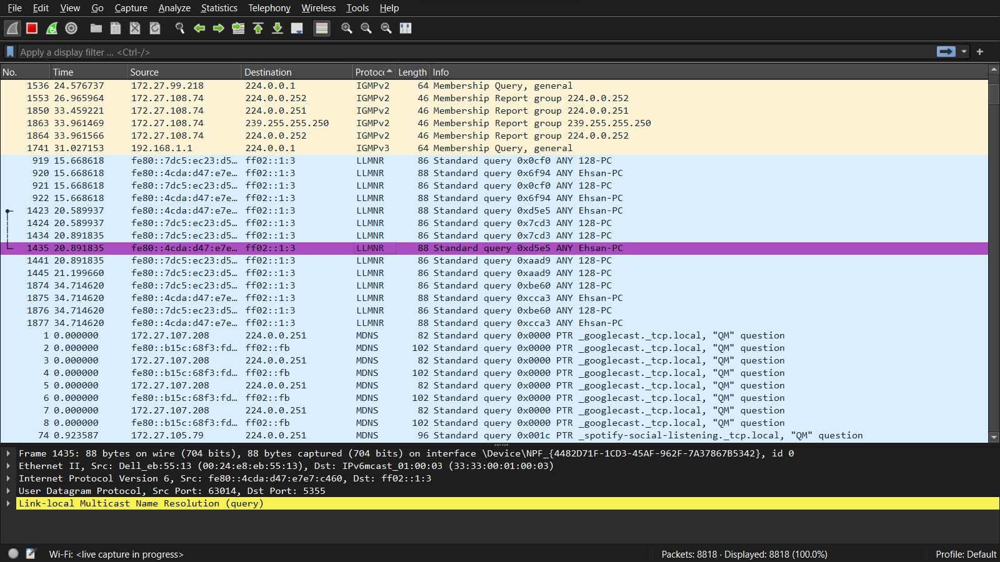 File Edit View Go Capture Analyze Statistics Telephony Wireless Tools Help
Apply a display filter ... <Ctrl-/>
No. Time Source Destination Protoc Length Info
1536 24.576737 172.27.99.218 224.0.0.1 IGMPv2 64 Membership Query, general
1553 26.965964 172.27.108.74 224.0.0.252 IGMPv2 46 Membership Report group 224.0.0.252
1850 33.459221 172.27.108.74 224.0.0.251 IGMPv2 46 Membership Report group 224.0.0.251
1863 33.961469 172.27.108.74 239.255.255.250 IGMPv2 46 Membership Report group 239.255.255.250
1864 33.961566 172.27.108.74 224.0.0.252 IGMPv2 46 Membership Report group 224.0.0.252
1741 31.027153 192.168.1.1 224.0.0.1 IGMPv3 64 Membership Query, general
919 15.668618 fe80::7dc5:ec23:d5… ff02::1:3 LLMNR 86 Standard query 0x0cf0 ANY 128-PC
920 15.668618 fe80::4cda:d47:e7e… ff02::1:3 LLMNR 88 Standard query 0x6f94 ANY Ehsan-PC
921 15.668618 fe80::7dc5:ec23:d5… ff02::1:3 LLMNR 86 Standard query 0x0cf0 ANY 128-PC
922 15.668618 fe80::4cda:d47:e7e… ff02::1:3 LLMNR 88 Standard query 0x6f94 ANY Ehsan-PC
1423 20.589937 fe80::4cda:d47:e7e… ff02::1:3 LLMNR 88 Standard query 0xd5e5 ANY Ehsan-PC
1424 20.589937 fe80::7dc5:ec23:d5… ff02::1:3 LLMNR 86 Standard query 0x7cd3 ANY 128-PC
1434 20.891835 fe80::7dc5:ec23:d5… ff02::1:3 LLMNR 86 Standard query 0x7cd3 ANY 128-PC
1435 20.891835 fe80::4cda:d47:e7e… ff02::1:3 LLMNR 88 Standard query 0xd5e5 ANY Ehsan-PC
1441 20.891835 fe80::7dc5:ec23:d5… ff02::1:3 LLMNR 86 Standard query 0xaad9 ANY 128-PC
1445 21.199660 fe80::7dc5:ec23:d5… ff02::1:3 LLMNR 86 Standard query 0xaad9 ANY 128-PC
1874 34.714620 fe80::7dc5:ec23:d5… ff02::1:3 LLMNR 86 Standard query 0xbe60 ANY 128-PC
1875 34.714620 fe80::4cda:d47:e7e… ff02::1:3 LLMNR 88 Standard query 0xcca3 ANY Ehsan-PC
1876 34.714620 fe80::7dc5:ec23:d5… ff02::1:3 LLMNR 86 Standard query 0xbe60 ANY 128-PC
1877 34.714620 fe80::4cda:d47:e7e… ff02::1:3 LLMNR 88 Standard query 0xcca3 ANY Ehsan-PC
1 0.000000 172.27.107.208 224.0.0.251 MDNS 82 Standard query 0x0000 PTR _googlecast._tcp.local, "QM" question
2 0.000000 fe80::b15c:68f3:fd… ff02::fb MDNS 102 Standard query 0x0000 PTR _googlecast._tcp.local, "QM" question
3 0.000000 172.27.107.208 224.0.0.251 MDNS 82 Standard query 0x0000 PTR _googlecast._tcp.local, "QM" question
4 0.000000 fe80::b15c:68f3:fd… ff02::fb MDNS 102 Standard query 0x0000 PTR _googlecast._tcp.local, "QM" question
5 0.000000 172.27.107.208 224.0.0.251 MDNS 82 Standard query 0x0000 PTR _googlecast._tcp.local, "QM" question
6 0.000000 fe80::b15c:68f3:fd… ff02::fb MDNS 102 Standard query 0x0000 PTR _googlecast._tcp.local, "QM" question
7 0.000000 172.27.107.208 224.0.0.251 MDNS 82 Standard query 0x0000 PTR _googlecast._tcp.local, "QM" question
8 0.000000 fe80::b15c:68f3:fd… ff02::fb MDNS 102 Standard query 0x0000 PTR _googlecast._tcp.local, "QM" question
74 0.923587 172.27.105.79 224.0.0.251 MDNS 96 Standard query 0x001c PTR _spotify-social-listening._tcp.local, "QM" question
Frame 1435: 88 bytes on wire (704 bits), 88 bytes captured (704 bits) on interface \Device\NPF_{4482D71F-1CD3-45AF-962F-7A37867B5342}, id 0
Ethernet II, Src: Dell_eb:55:13 (00:24:e8:eb:55:13), Dst: IPv6mcast_01:00:03 (33:33:00:01:00:03)
Internet Protocol Version 6, Src: fe80::4cda:d47:e7e7:c460, Dst: ff02::1:3
User Datagram Protocol, Src Port: 63014, Dst Port: 5355
Link-local Multicast Name Resolution (query)
Wi-Fi: <live capture in progress> Packets: 8818 · Displayed: 8818 (100.0%) Profile: Default